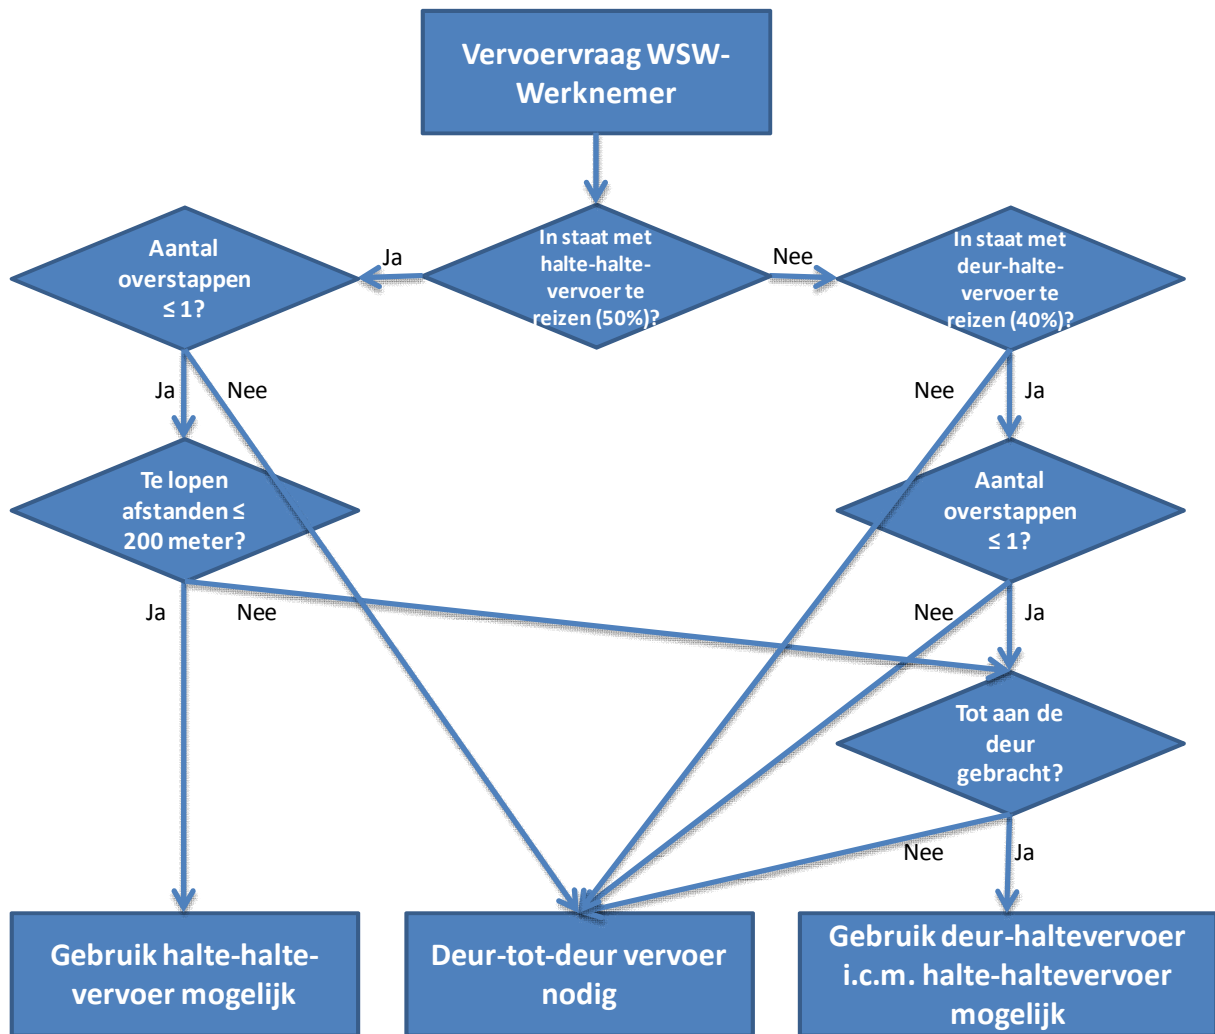 Vervoervraag WSW-
Werknemer
Aantal
overstappen
≤ 1?
Ja
In staat met
halte-halte-
vervoer te
reizen (50%)?
Nee
In staat met
deur-halte-
vervoer te
reizen (40%)?
Ja
Nee
Nee
Ja
Te lopen
afstanden ≤
200 meter?
Aantal
overstappen
≤ 1?
Ja
Nee
Nee
Ja
Tot aan de
deur
gebracht?
Nee
Ja
Gebruik halte-halte-
vervoer mogelijk
Deur-tot-deur vervoer
nodig
Gebruik deur-haltevervoer
i.c.m. halte-haltevervoer
mogelijk